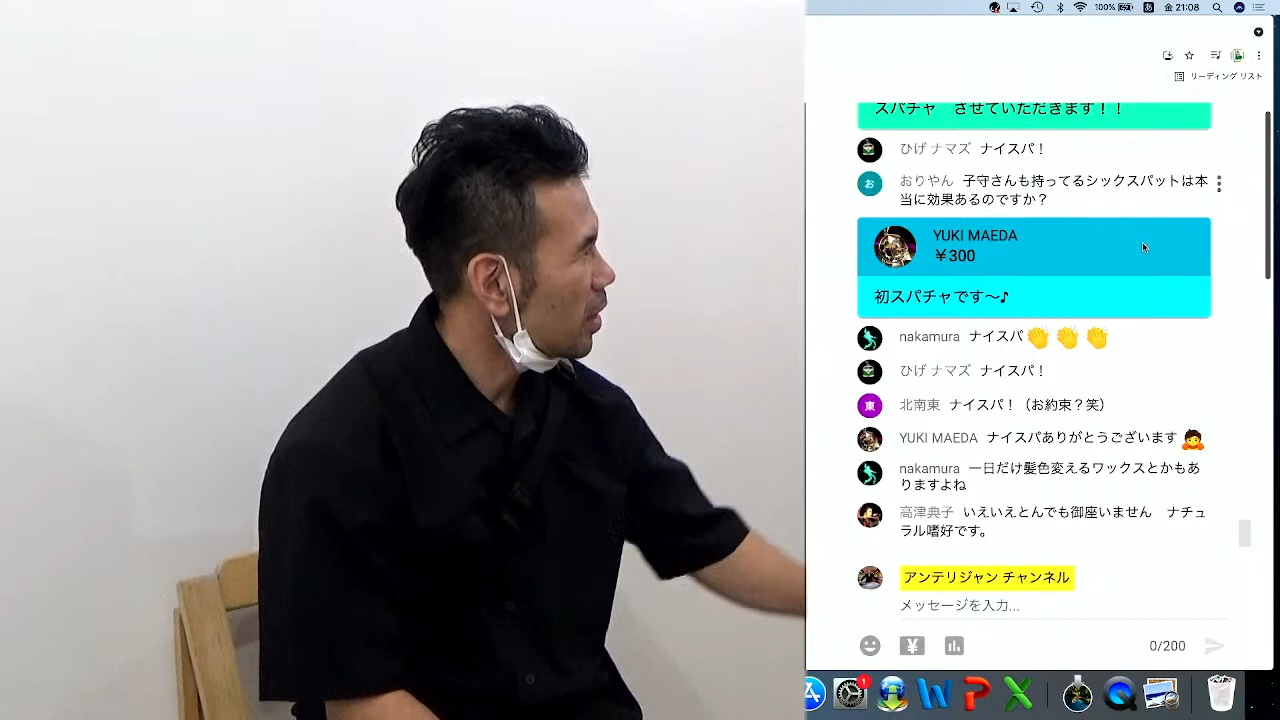 100%
金21:08
リーディング リスト
スパチャ　させていただきます！！
ひげ ナマズ ナイスパ！
お
おりやん 子守さんも持ってるシックスパットは本
当に効果あるのですか？
YUKI MAEDA
￥300
初スパチャです〜♪
nakamura ナイスパ👏👏👏
ひげ ナマズ ナイスパ！
東
北南東 ナイスパ！（お約束？笑）
YUKI MAEDA ナイスパありがとうございます🙇
nakamura 一日だけ髪色変えるワックスとかもあ
りますよね
高津典子 いえいえとんでも御座いません　ナチュ
ラル嗜好です。
アンテリジャン チャンネル
メッセージを入力...
0/200
1